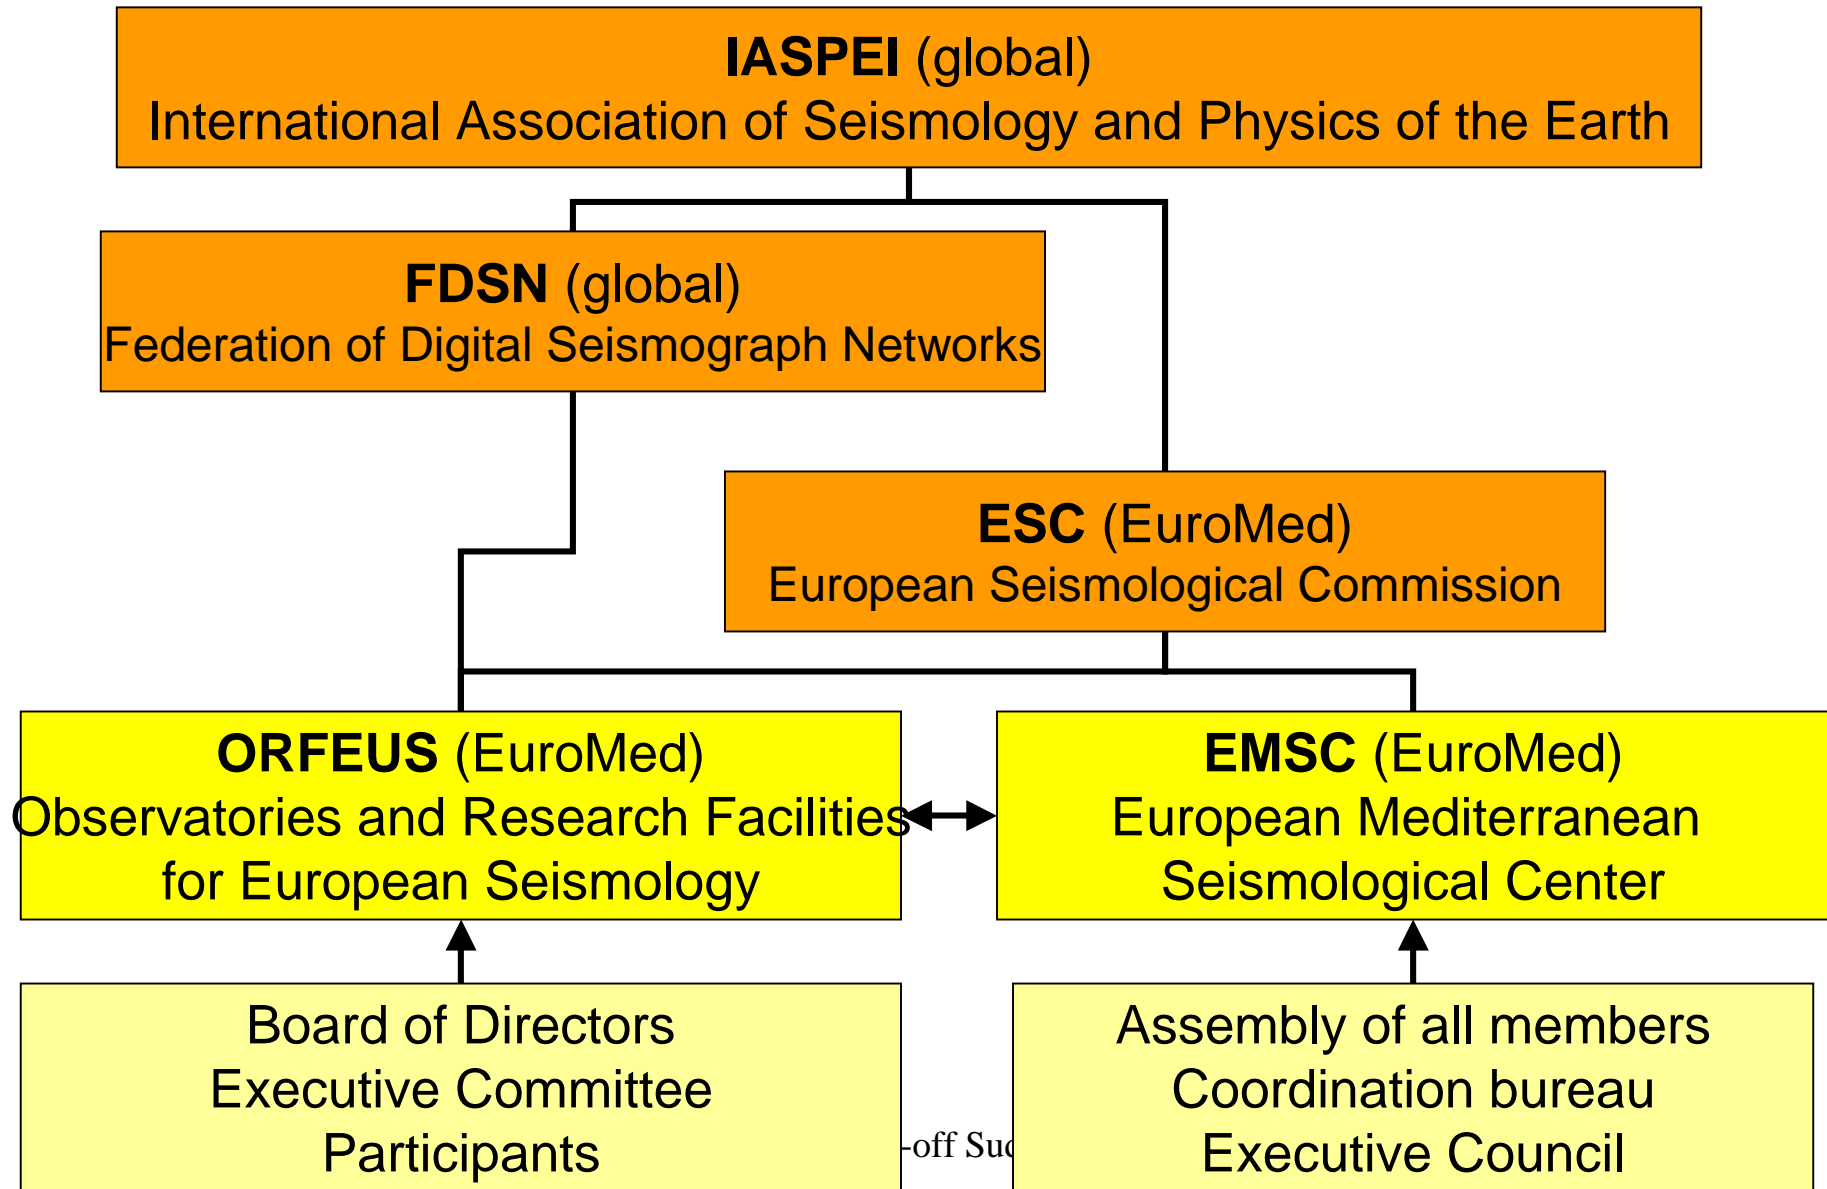 IASPEI (global)
International Association of Seismology and Physics of the Earth
FDSN (global)
Federation of Digital Seismograph Networks
ESC (EuroMed)
European Seismological Commission
ORFEUS (EuroMed)
Observatories and Research Facilities
for European Seismology
EMSC (EuroMed)
European Mediterranean
Seismological Center
Board of Directors
Executive Committee
Participants
Assembly of all members
Coordination bureau
Executive Council
-off